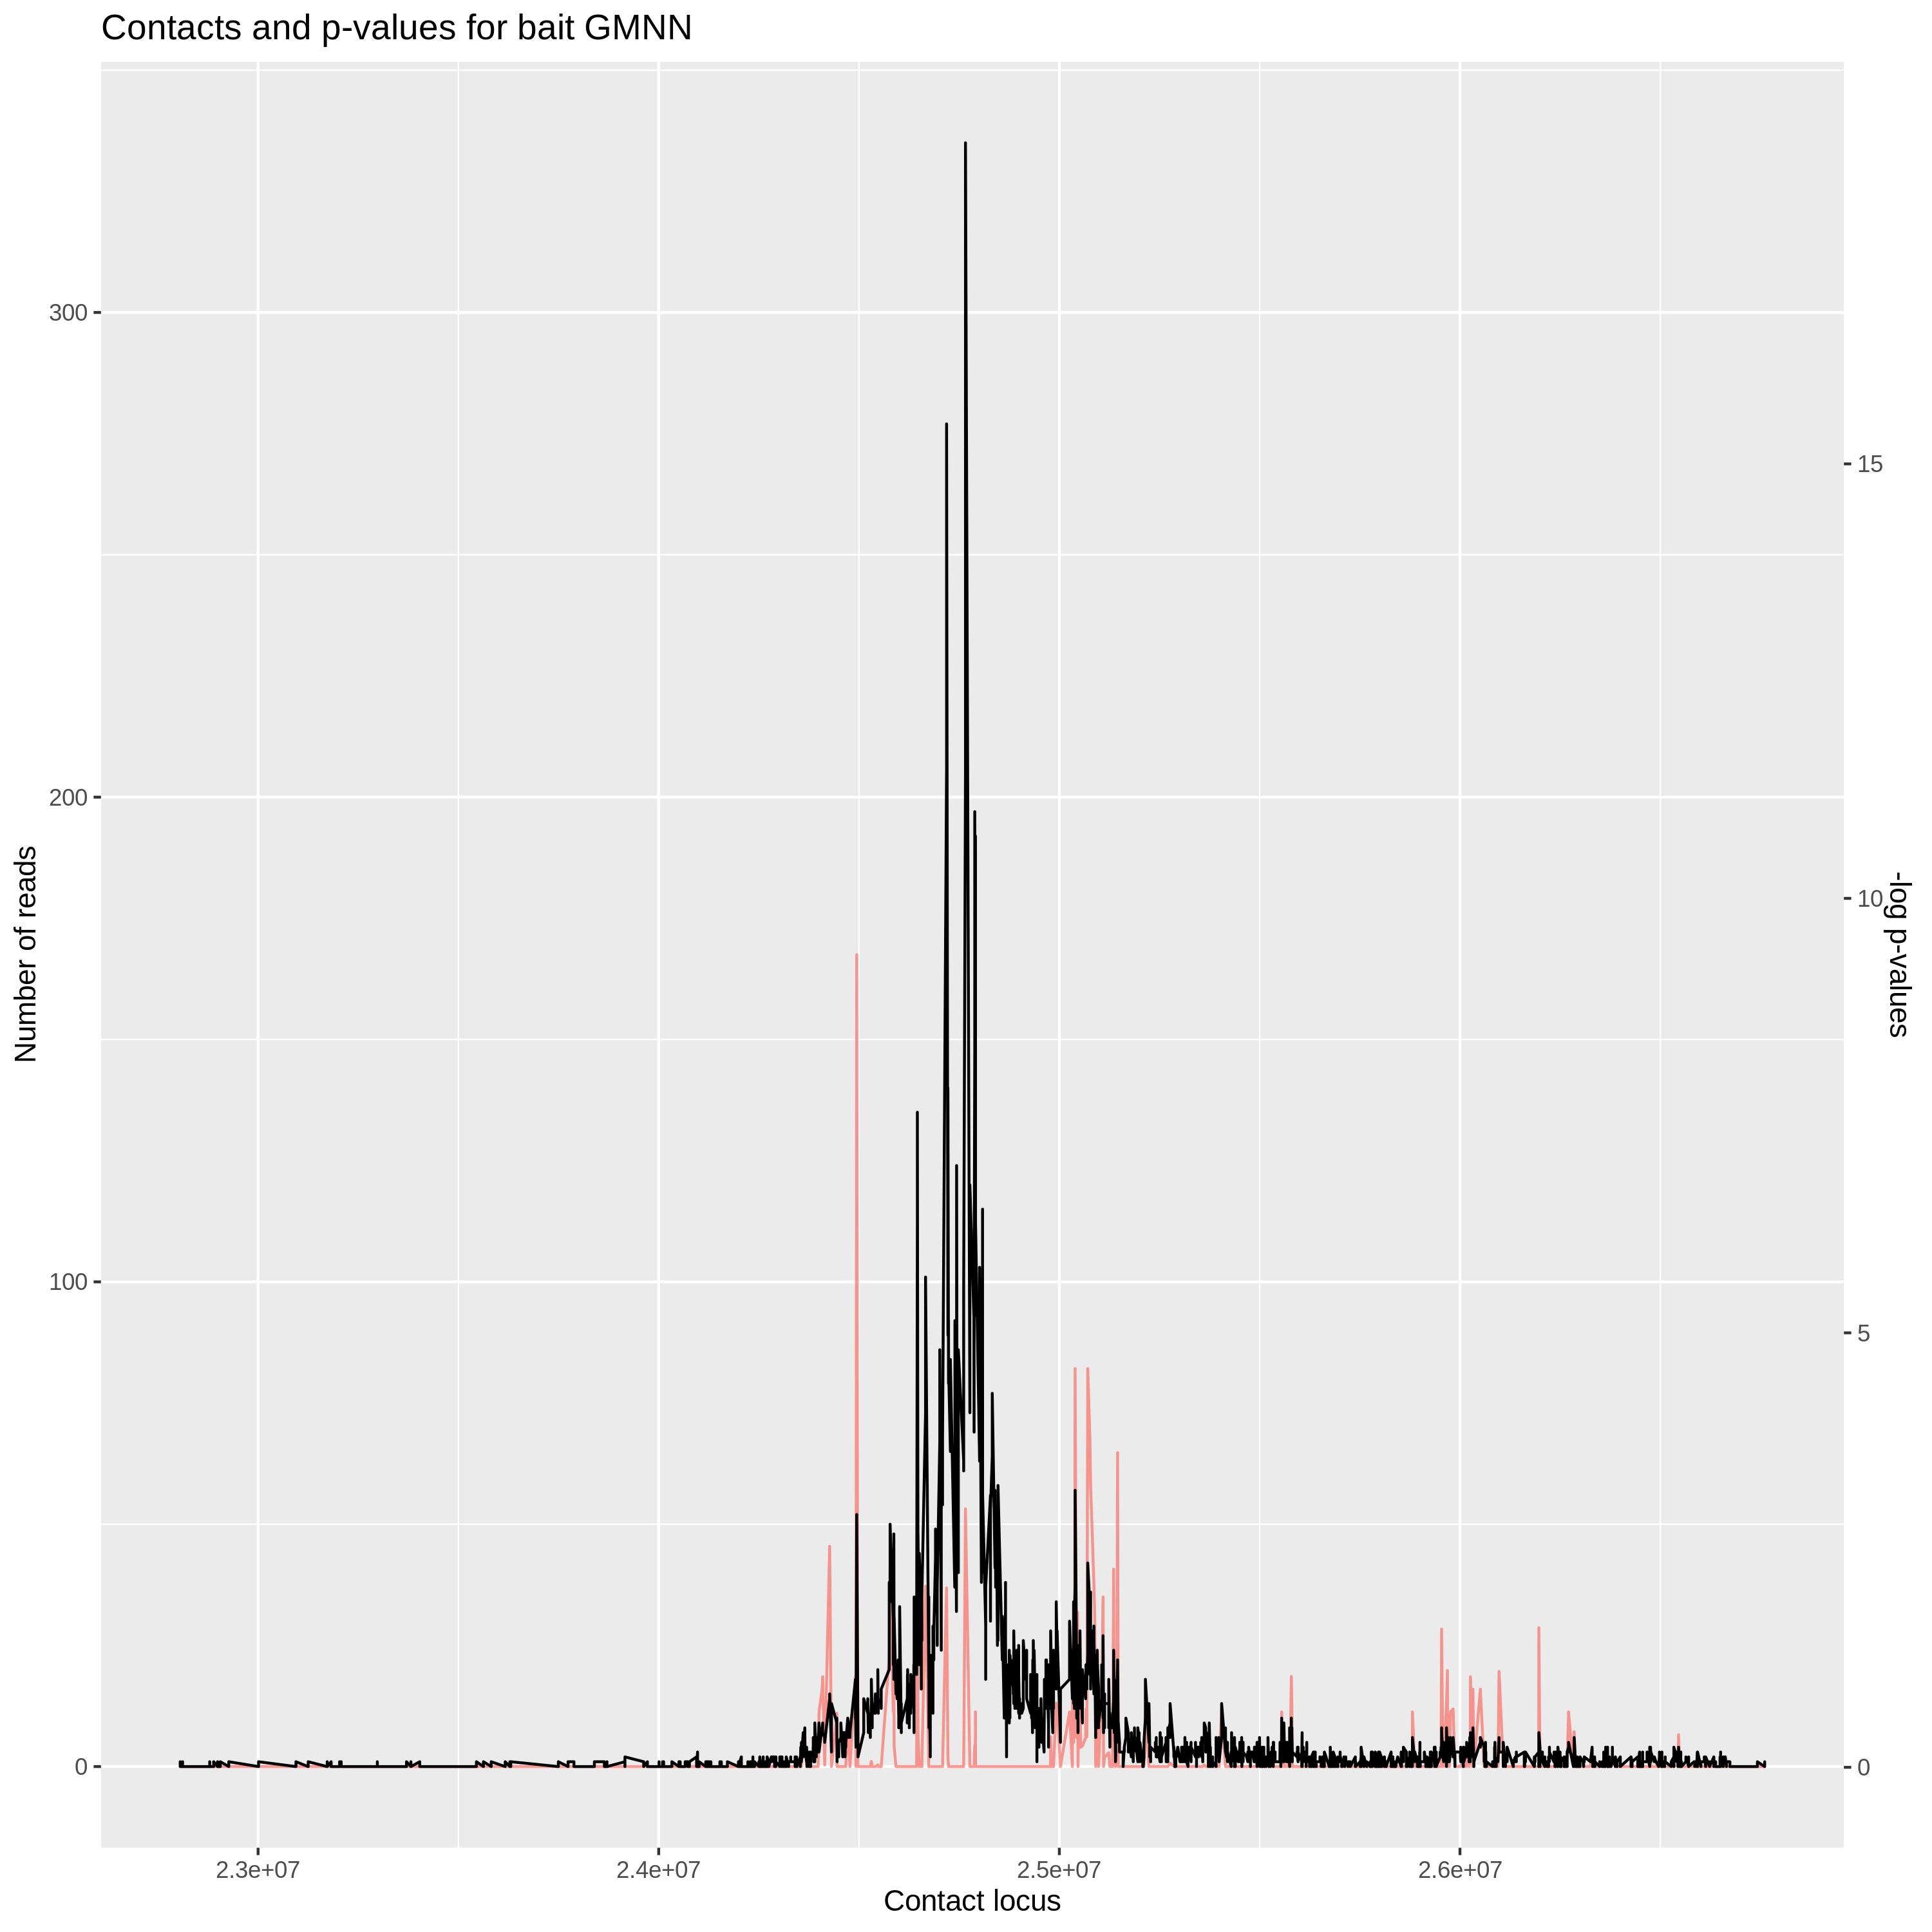 Contacts and p-values for bait GMNN
300
200
100
0
Number of reads
15
10
5
0
-log p-values
2.3e+07
2.4e+07
2.5e+07
2.6e+07
Contact locus